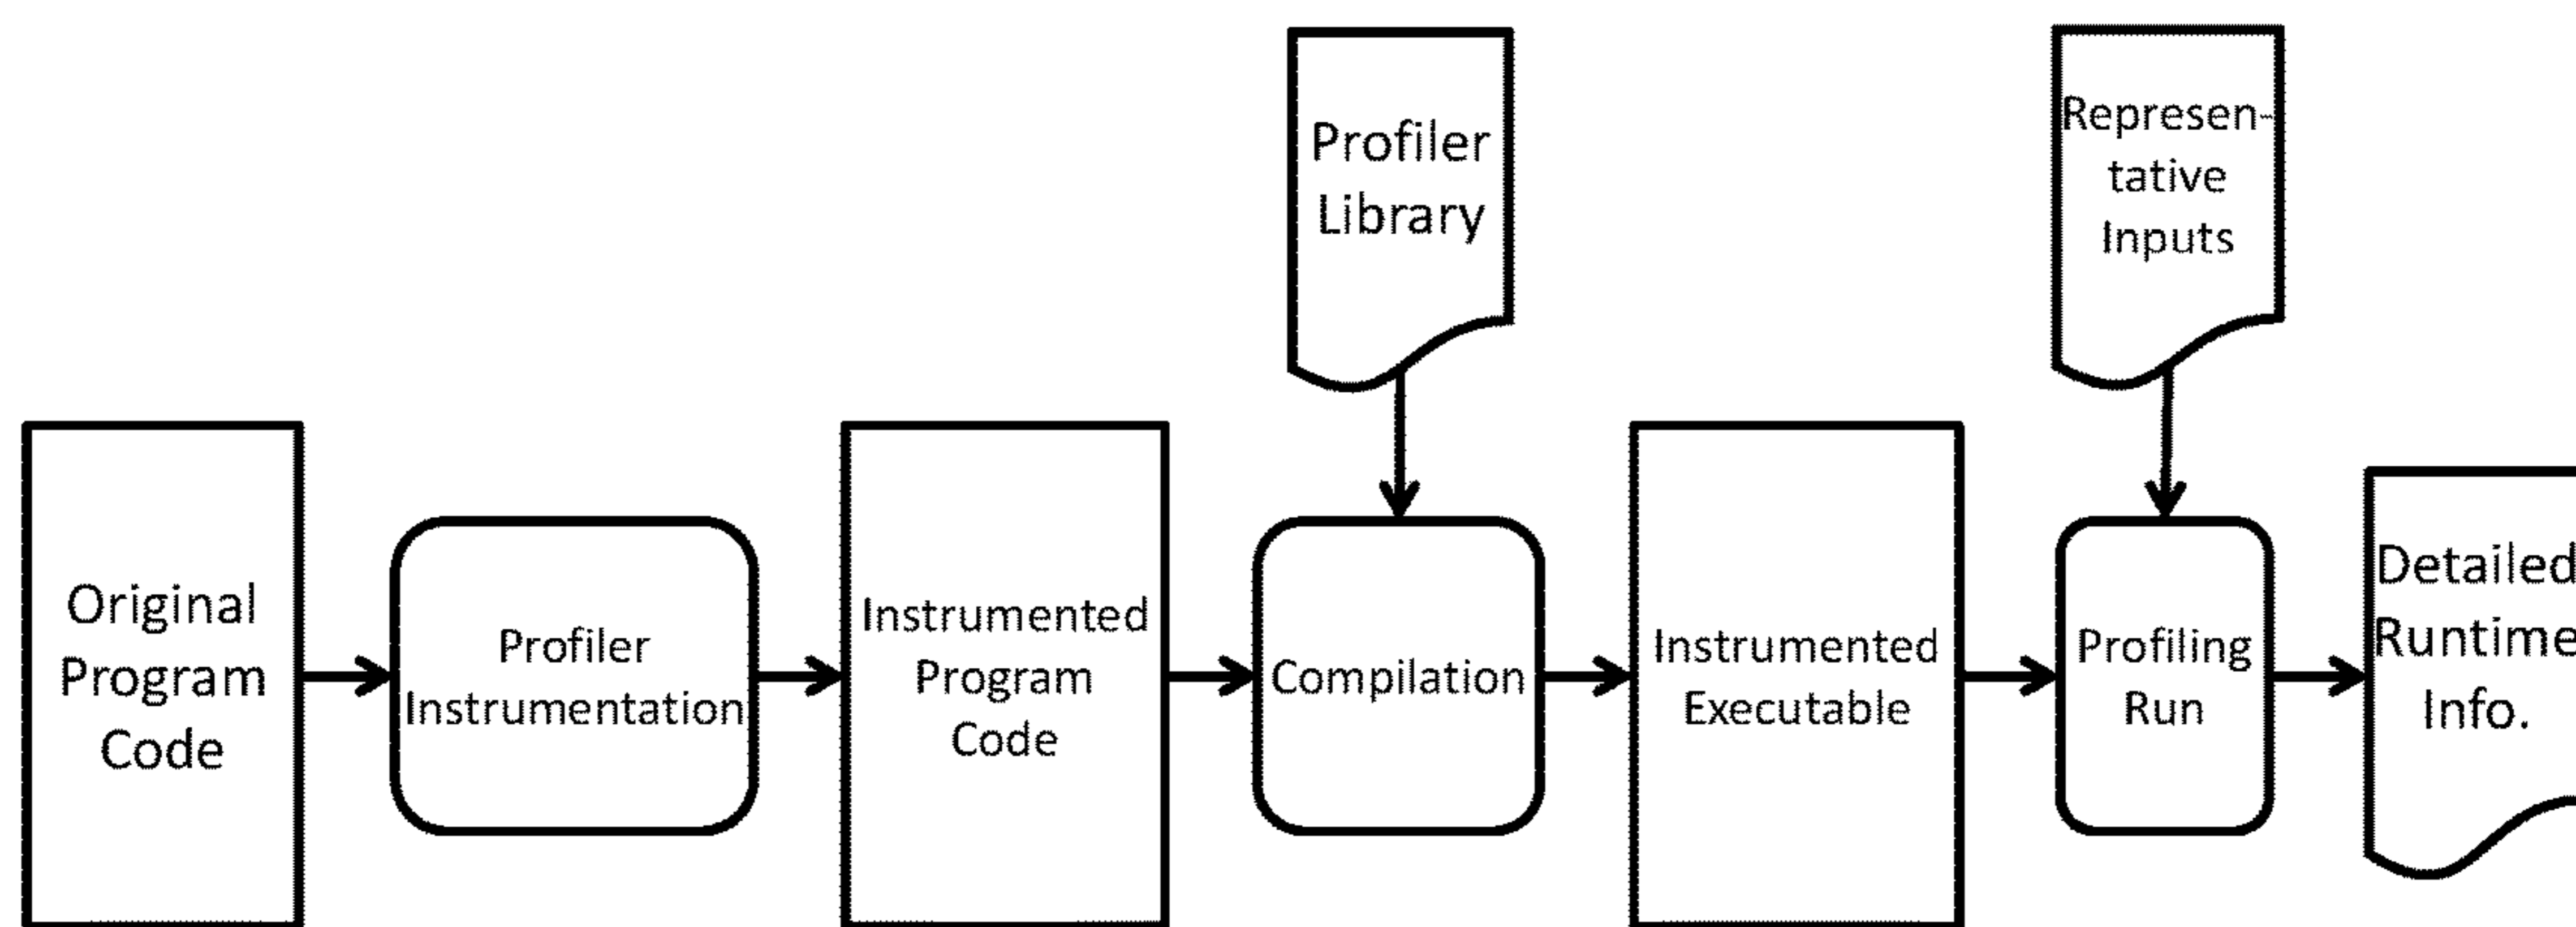 Profiler
Library
Represen-
tative
Inputs
Original
Program
Code
Profiler
Instrumentation
Instrumented
Program
Code
Compilation
Instrumented
Executable
Profiling
Run
Detailed
Runtime
Info.